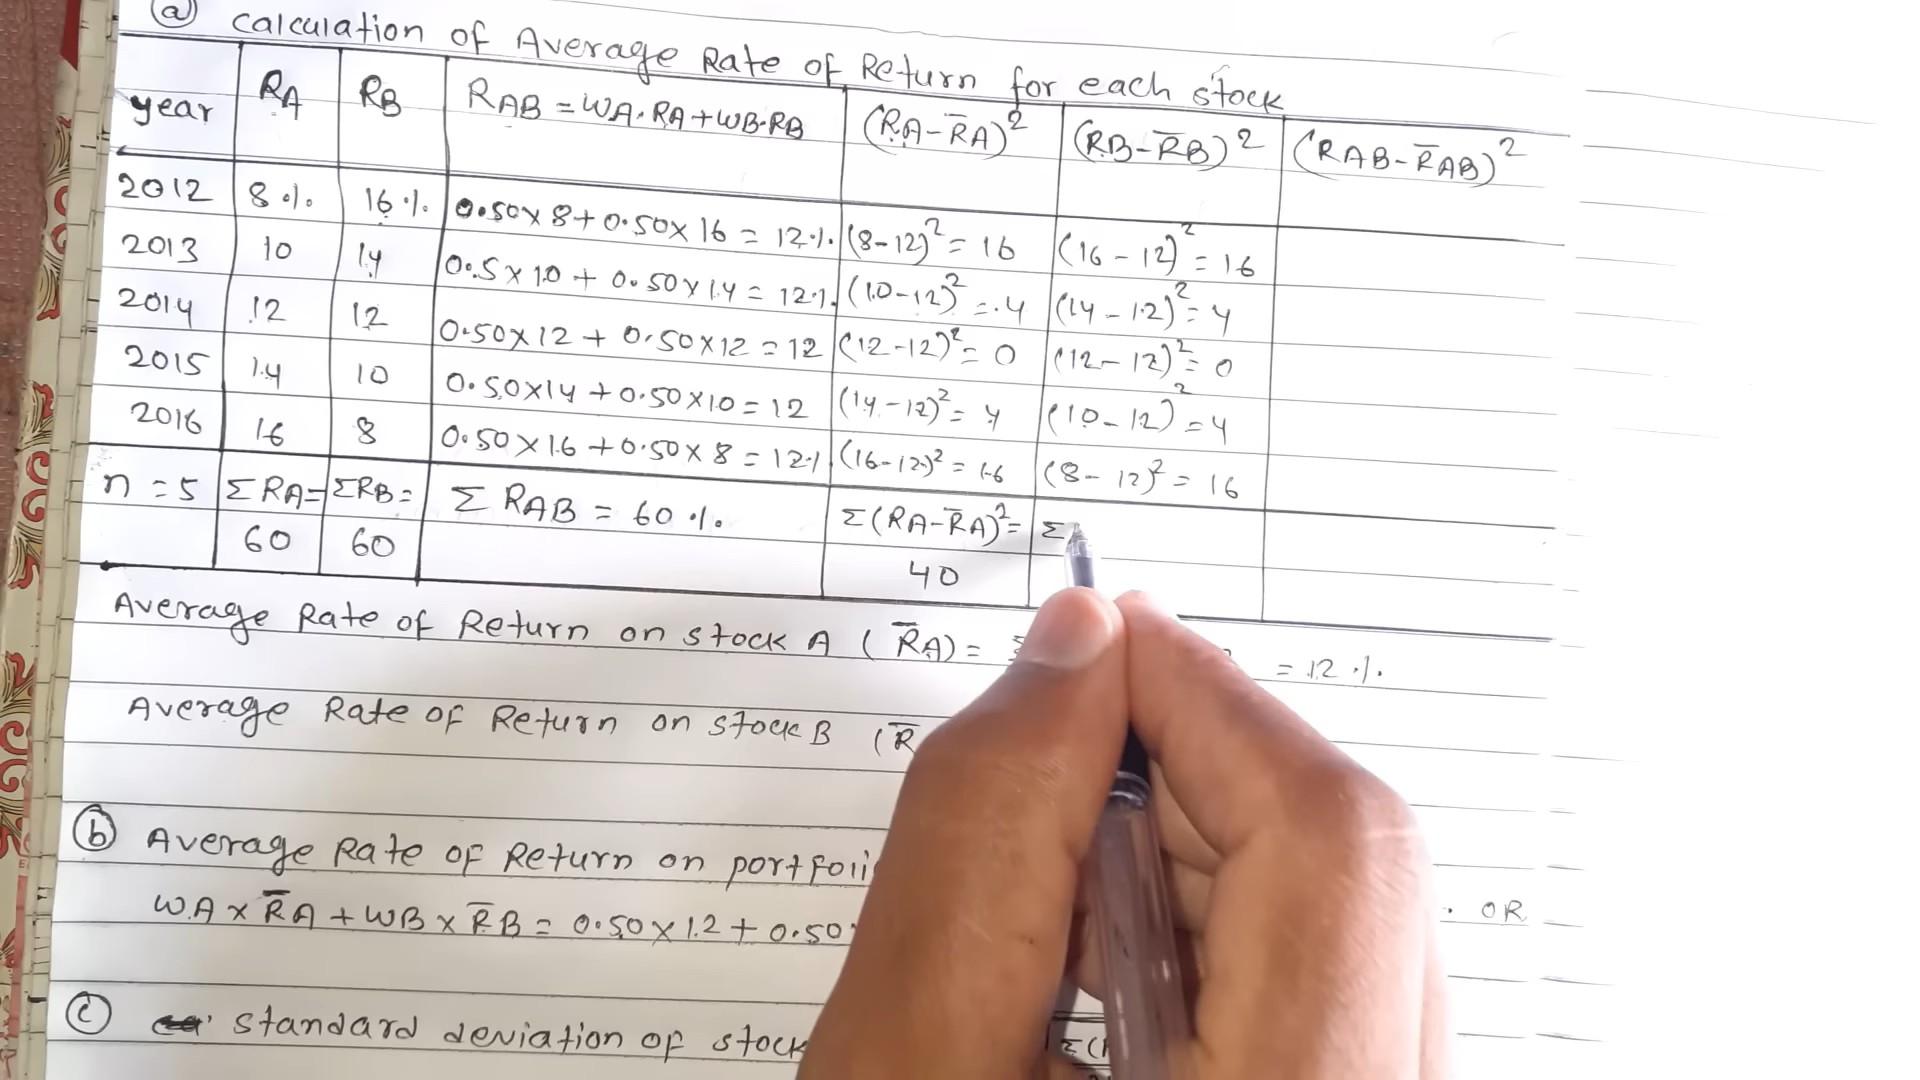 (a) Calculation of Average Rate of Return for each stock
year RA RB RAB = WA.RA + WB.RB (RA - R̅A)² (RB - R̅B)² (RAB - R̅AB)²
2012 8% 16% 0.50 x 8 + 0.50 x 16 = 12% (8-12)² = 16 (16-12)² = 16
2013 10 14 0.5 x 10 + 0.50 x 14 = 12% (10-12)² = 4 (14-12)² = 4
2014 12 12 0.50 x 12 + 0.50 x 12 = 12 (12-12)² = 0 (12-12)² = 0
2015 14 10 0.50 x 14 + 0.50 x 10 = 12 (14-12)² = 4 (10-12)² = 4
2016 16 8 0.50 x 16 + 0.50 x 8 = 12% (16-12)² = 16 (8-12)² = 16
n = 5 ΣRA = ΣRB = ΣRAB = 60% Σ(RA - R̅A)² = Σ
60 60 40
Average Rate of Return on stock A (R̅A) = = 12%.
Average Rate of Return on stock B (R̅
(b) Average Rate of Return on
WA x R̅A + WB x R̅B = 0.50 x 12 + 0.50 . OR
(c) standard deviation of stock